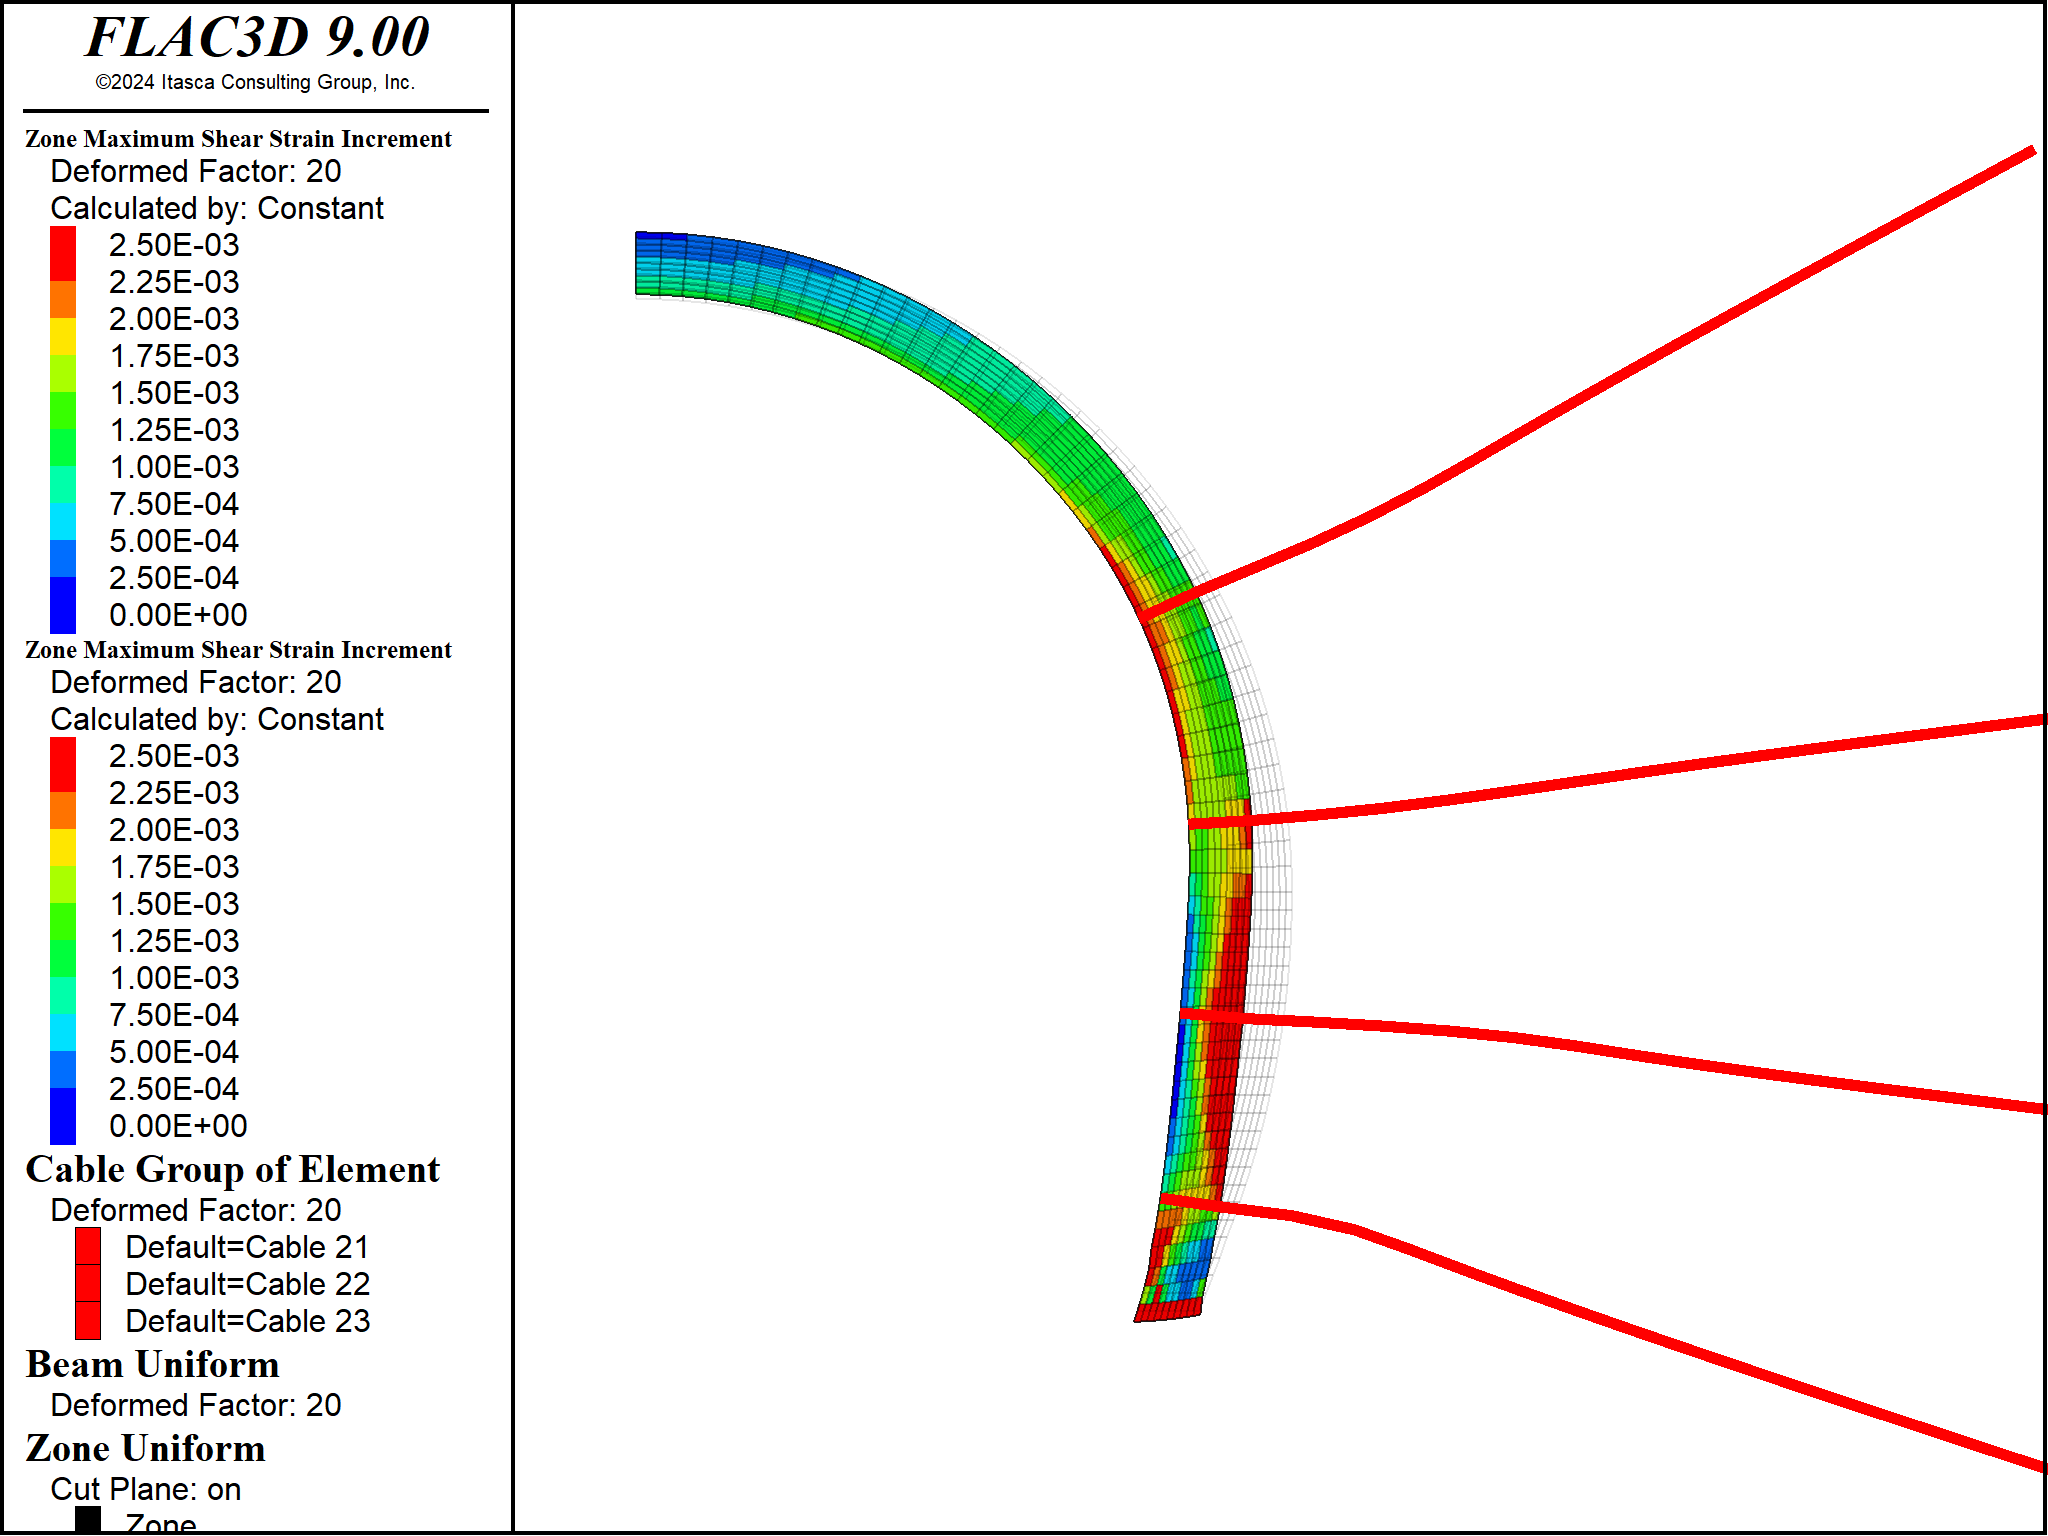 FLAC3D 9.00
©2024 Itasca Consulting Group, Inc.
Zone Maximum Shear Strain Increment
Deformed Factor: 20
Calculated by: Constant
2.50E-03
2.25E-03
2.00E-03
1.75E-03
1.50E-03
1.25E-03
1.00E-03
7.50E-04
5.00E-04
2.50E-04
0.00E+00
Zone Maximum Shear Strain Increment
Deformed Factor: 20
Calculated by: Constant
2.50E-03
2.25E-03
2.00E-03
1.75E-03
1.50E-03
1.25E-03
1.00E-03
7.50E-04
5.00E-04
2.50E-04
0.00E+00
Cable Group of Element
Deformed Factor: 20
Default=Cable 21
Default=Cable 22
Default=Cable 23
Beam Uniform
Deformed Factor: 20
Zone Uniform
Cut Plane: on
Zone